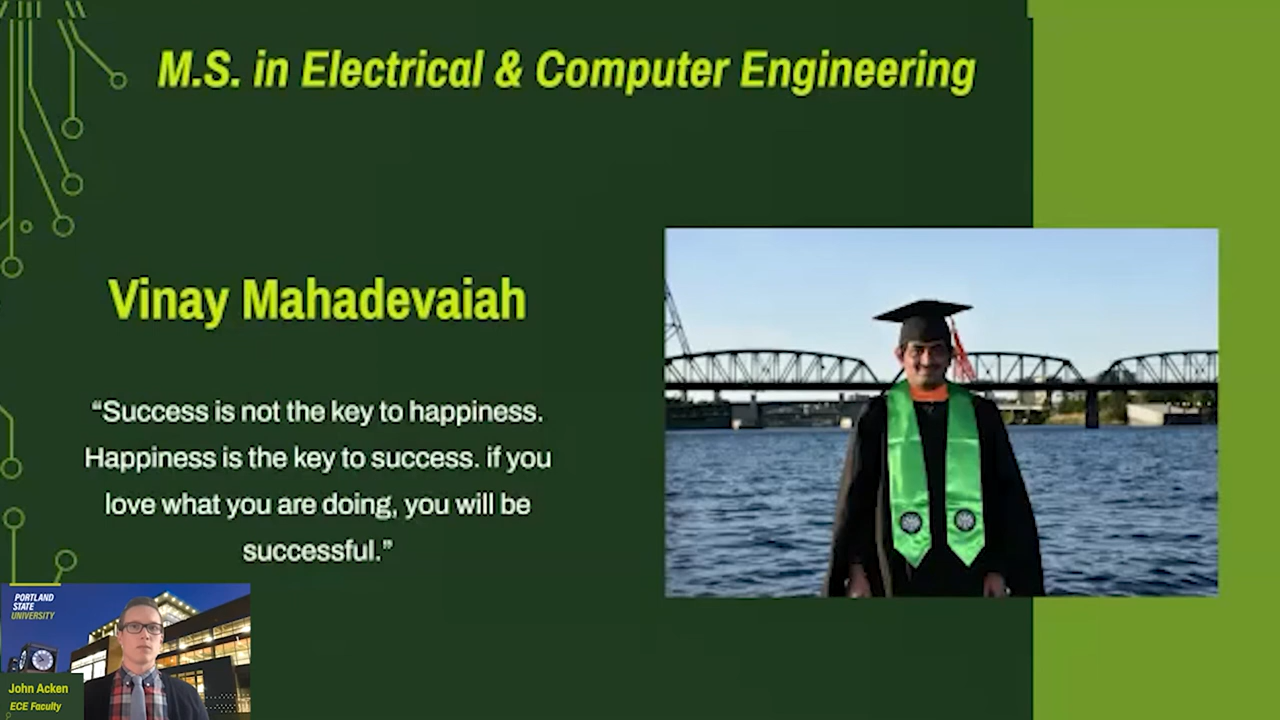 M.S. in Electrical & Computer Engineering
Vinay Mahadevaiah
“Success is not the key to happiness.
Happiness is the key to success. if you
love what you are doing, you will be
successful.”
PORTLAND
STATE
UNIVERSITY
John Acken
ECE Faculty